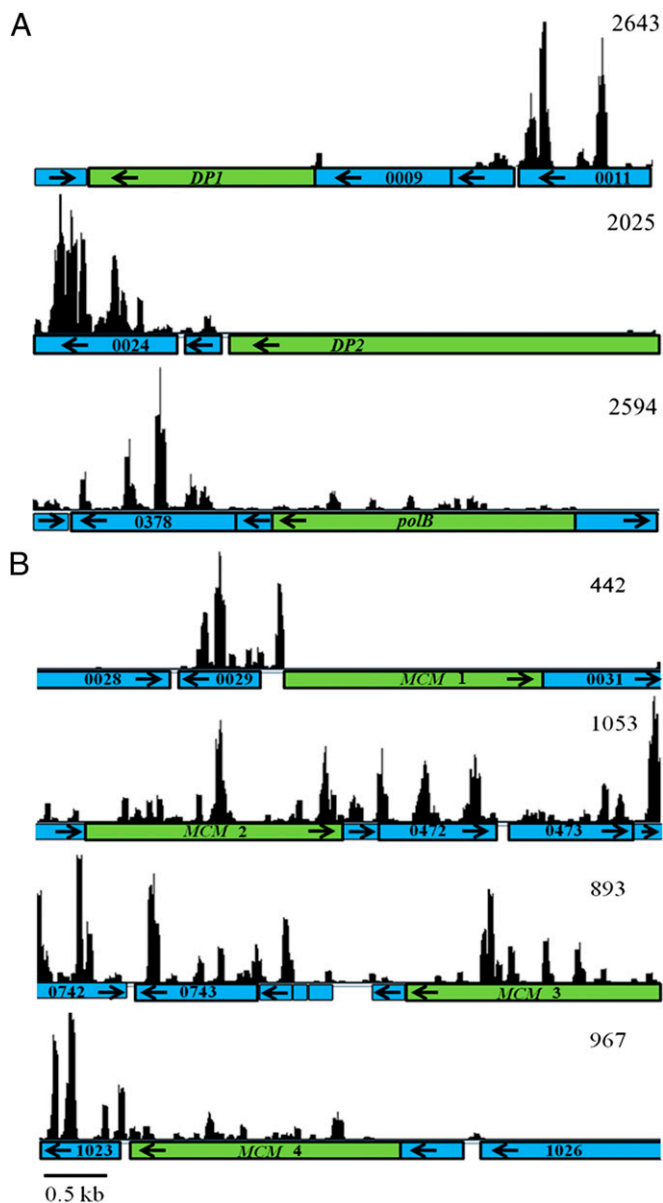 A
2643
DP1 0009 0011
2025
0024 DP2
2594
0378 polB
B
442
0028 0029 MCM 1 0031
1053
MCM 2 0472 0473
893
0742 0743 MCM 3
967
1023 MCM 4 1026
0.5 kb